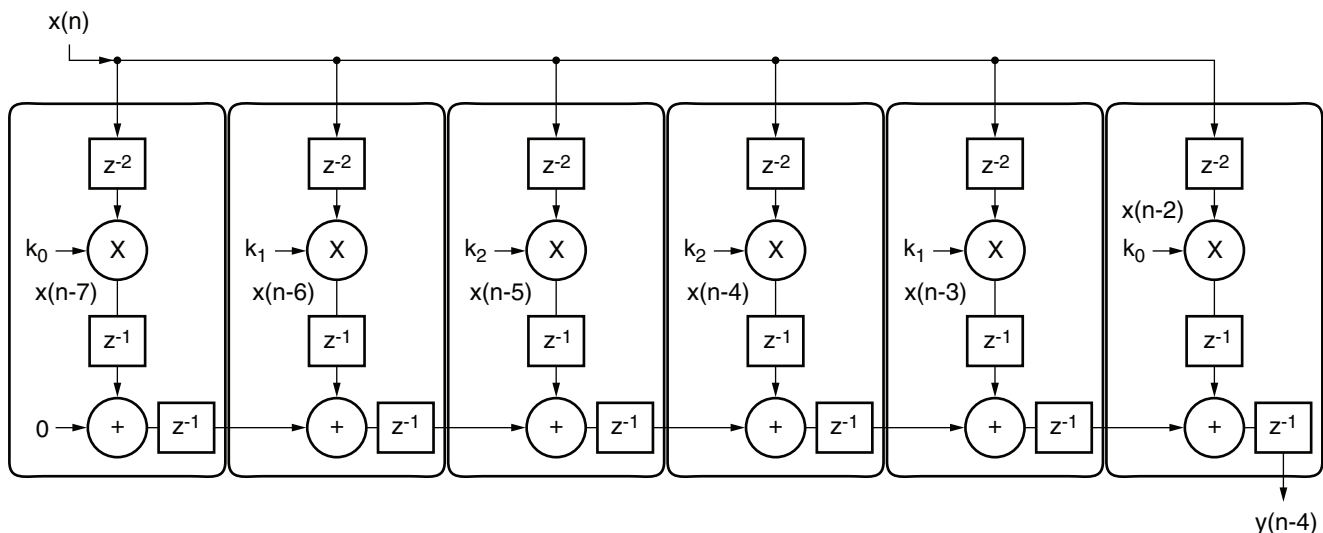 x(n)
z-2 z-2 z-2 z-2 z-2 z-2
x(n-2)
k0 X k1 X k2 X k2 X k1 X k0 X
x(n-7) x(n-6) x(n-5) x(n-4) x(n-3)
z-1 z-1 z-1 z-1 z-1 z-1
0 + z-1 + z-1 + z-1 + z-1 + z-1 + z-1
y(n-4)